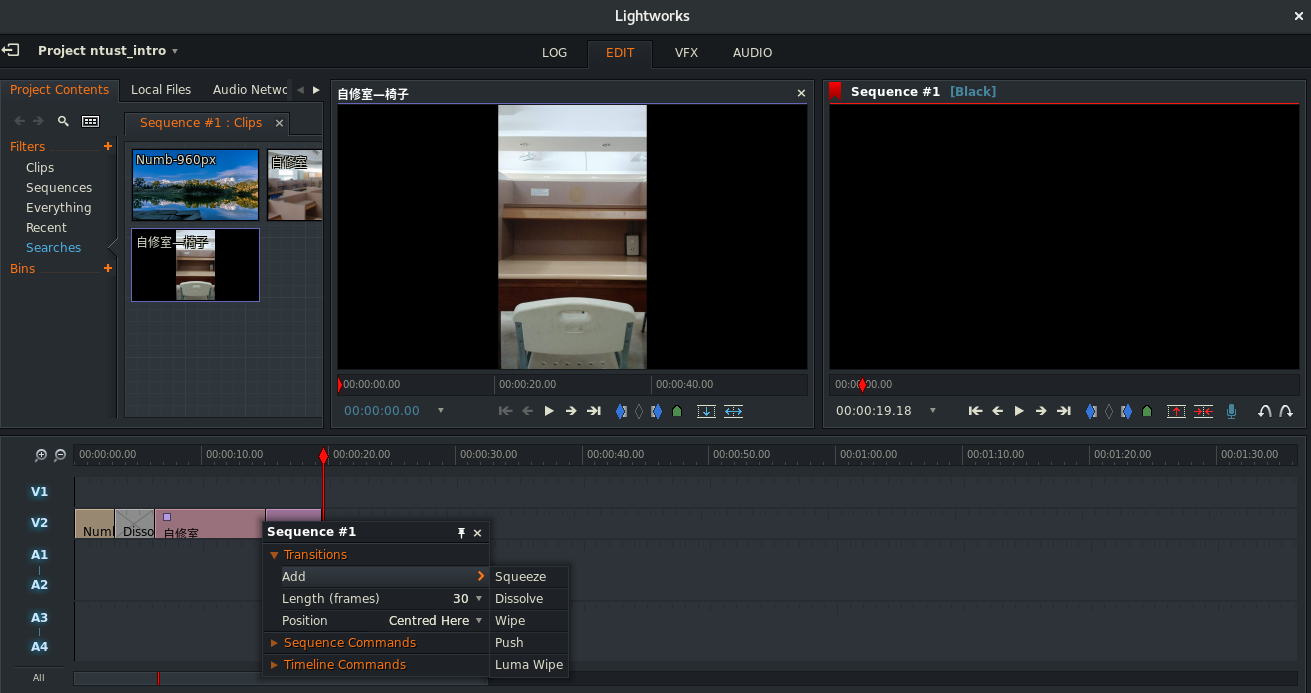 Lightworks
Project ntust_intro
LOG
EDIT
VFX
AUDIO
Project Contents
Local Files
Audio Netwo
Sequence #1 : Clips
Filters
Clips
Sequences
Everything
Recent
Searches
Bins
Numb-960px
自修室
自修室—椅子
自修室—椅子
00:00:00.00
00:00:20.00
00:00:40.00
00:00:00.00
Sequence #1 [Black]
00:00:00.00
00:00:19.18
00:00:00.00
00:00:10.00
00:00:20.00
00:00:30.00
00:00:40.00
00:00:50.00
00:01:00.00
00:01:10.00
00:01:20.00
00:01:30.00
V1
V2
Numl
Disso
自修室
A1
A2
A3
A4
All
Sequence #1
Transitions
Add
Length (frames) 30
Position Centred Here
Sequence Commands
Timeline Commands
Squeeze
Dissolve
Wipe
Push
Luma Wipe